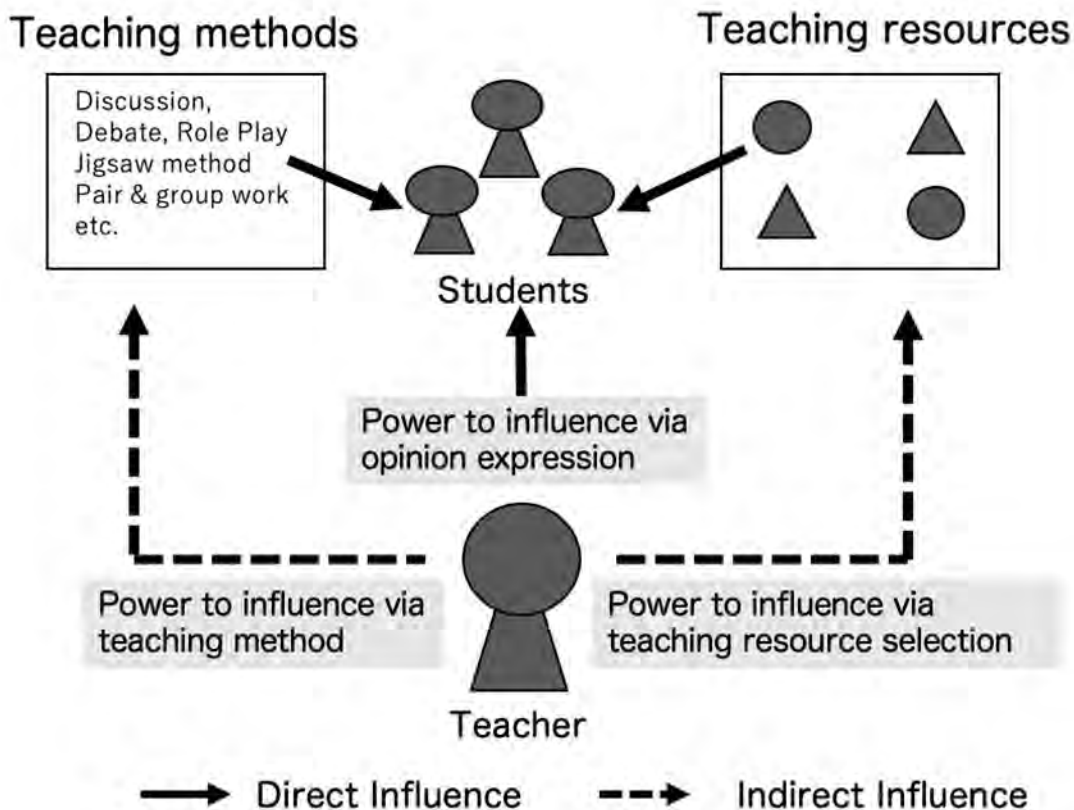 Teaching methods
Teaching resources
Discussion,
Debate, Role Play
Jigsaw method
Pair & group work
etc.
Students
Power to influence via
opinion expression
Power to influence via
teaching method
Power to influence via
teaching resource selection
Teacher
Direct Influence
Indirect Influence